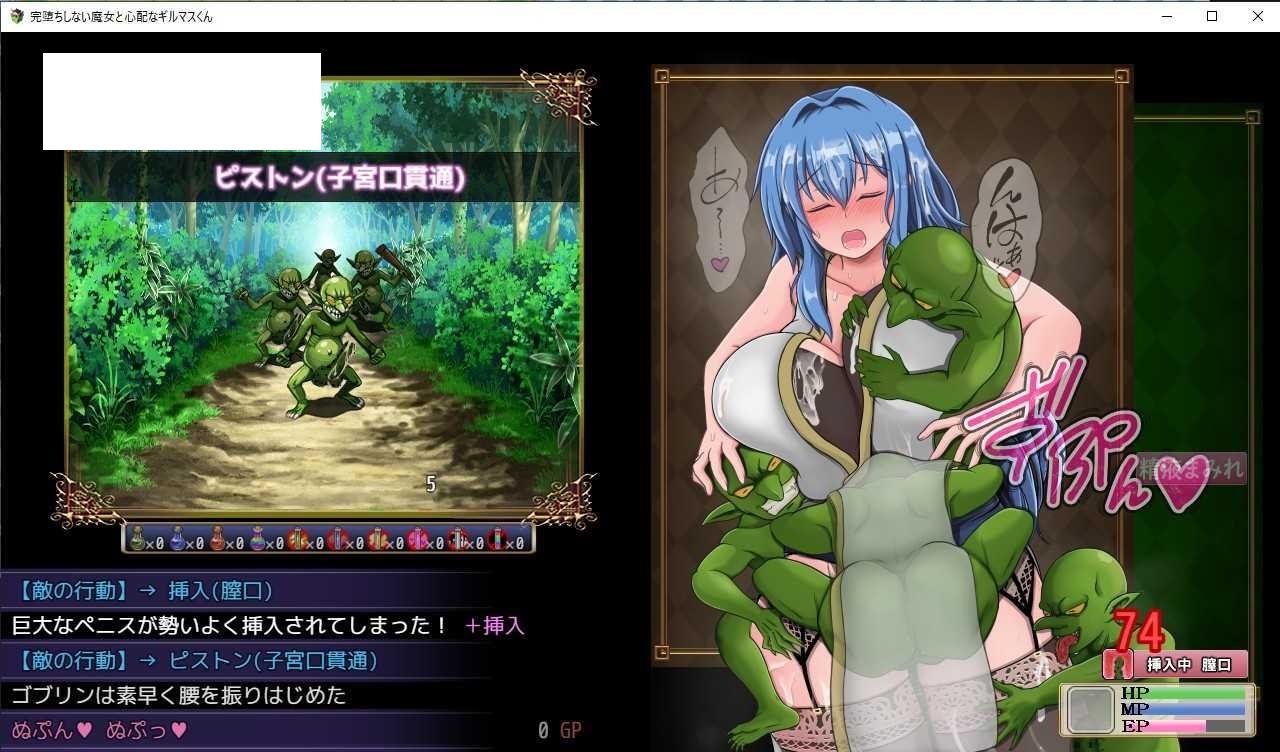 完堕ちしない魔女と心配なギルマスくん
ピストン(子宮口貫通)
5
×0 ×0 ×0 ×0 ×0 ×0 ×0 ×0 ×0 ×0
【敵の行動】→ 挿入(膣口)
巨大なペニスが勢いよく挿入されてしまった! +挿入
【敵の行動】→ ピストン(子宮口貫通)
ゴブリンは素早く腰を振りはじめた
ぬぷん♥ ぬぷっ♥
0 GP
あ～…♡
んはぁ
ずぷん♥
精液まみれ
74
挿入中 膣口
HP
MP
EP